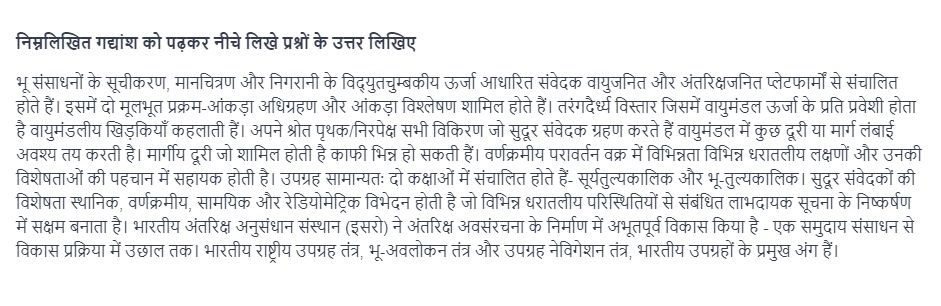 निम्नलिखित गद्यांश को पढ़कर नीचे लिखे प्रश्नों के उत्तर लिखिए
भू संसाधनों के सूचीकरण, मानचित्रण और निगरानी के विद्युतचुम्बकीय ऊर्जा आधारित संवेदक वायुजनित और अंतरिक्षजनित प्लेटफार्मों से संचालित
होते हैं। इसमें दो मूलभूत प्रक्रम-आंकड़ा अधिग्रहण और आंकड़ा विश्लेषण शामिल होते हैं। तरंगदैर्ध्य विस्तार जिसमें वायुमंडल ऊर्जा के प्रति प्रवेशी होता
है वायुमंडलीय खिड़कियाँ कहलाती हैं। अपने श्रोत पृथक/निरपेक्ष सभी विकिरण जो सुदूर संवेदक ग्रहण करते हैं वायुमंडल में कुछ दूरी या मार्ग लंबाई
अवश्य तय करती है। मार्गीय दूरी जो शामिल होती है काफी भिन्न हो सकती हैं। वर्णक्रमीय परावर्तन वक्र में विभिन्नता विभिन्न धरातलीय लक्षणों और उनकी
विशेषताओं की पहचान में सहायक होती है। उपग्रह सामान्यतः दो कक्षाओं में संचालित होते हैं- सूर्यतुल्यकालिक और भू-तुल्यकालिक। सुदूर संवेदकों की
विशेषता स्थानिक, वर्णक्रमीय, सामयिक और रेडियोमेट्रिक विभेदन होती है जो विभिन्न धरातलीय परिस्थितियों से संबंधित लाभदायक सूचना के निष्कर्षण
में सक्षम बनाता है। भारतीय अंतरिक्ष अनुसंधान संस्थान (इसरो) ने अंतरिक्ष अवसंरचना के निर्माण में अभूतपूर्व विकास किया है - एक समुदाय संसाधन से
विकास प्रक्रिया में उछाल तक। भारतीय राष्ट्रीय उपग्रह तंत्र, भू-अवलोकन तंत्र और उपग्रह नेविगेशन तंत्र, भारतीय उपग्रहों के प्रमुख अंग हैं।